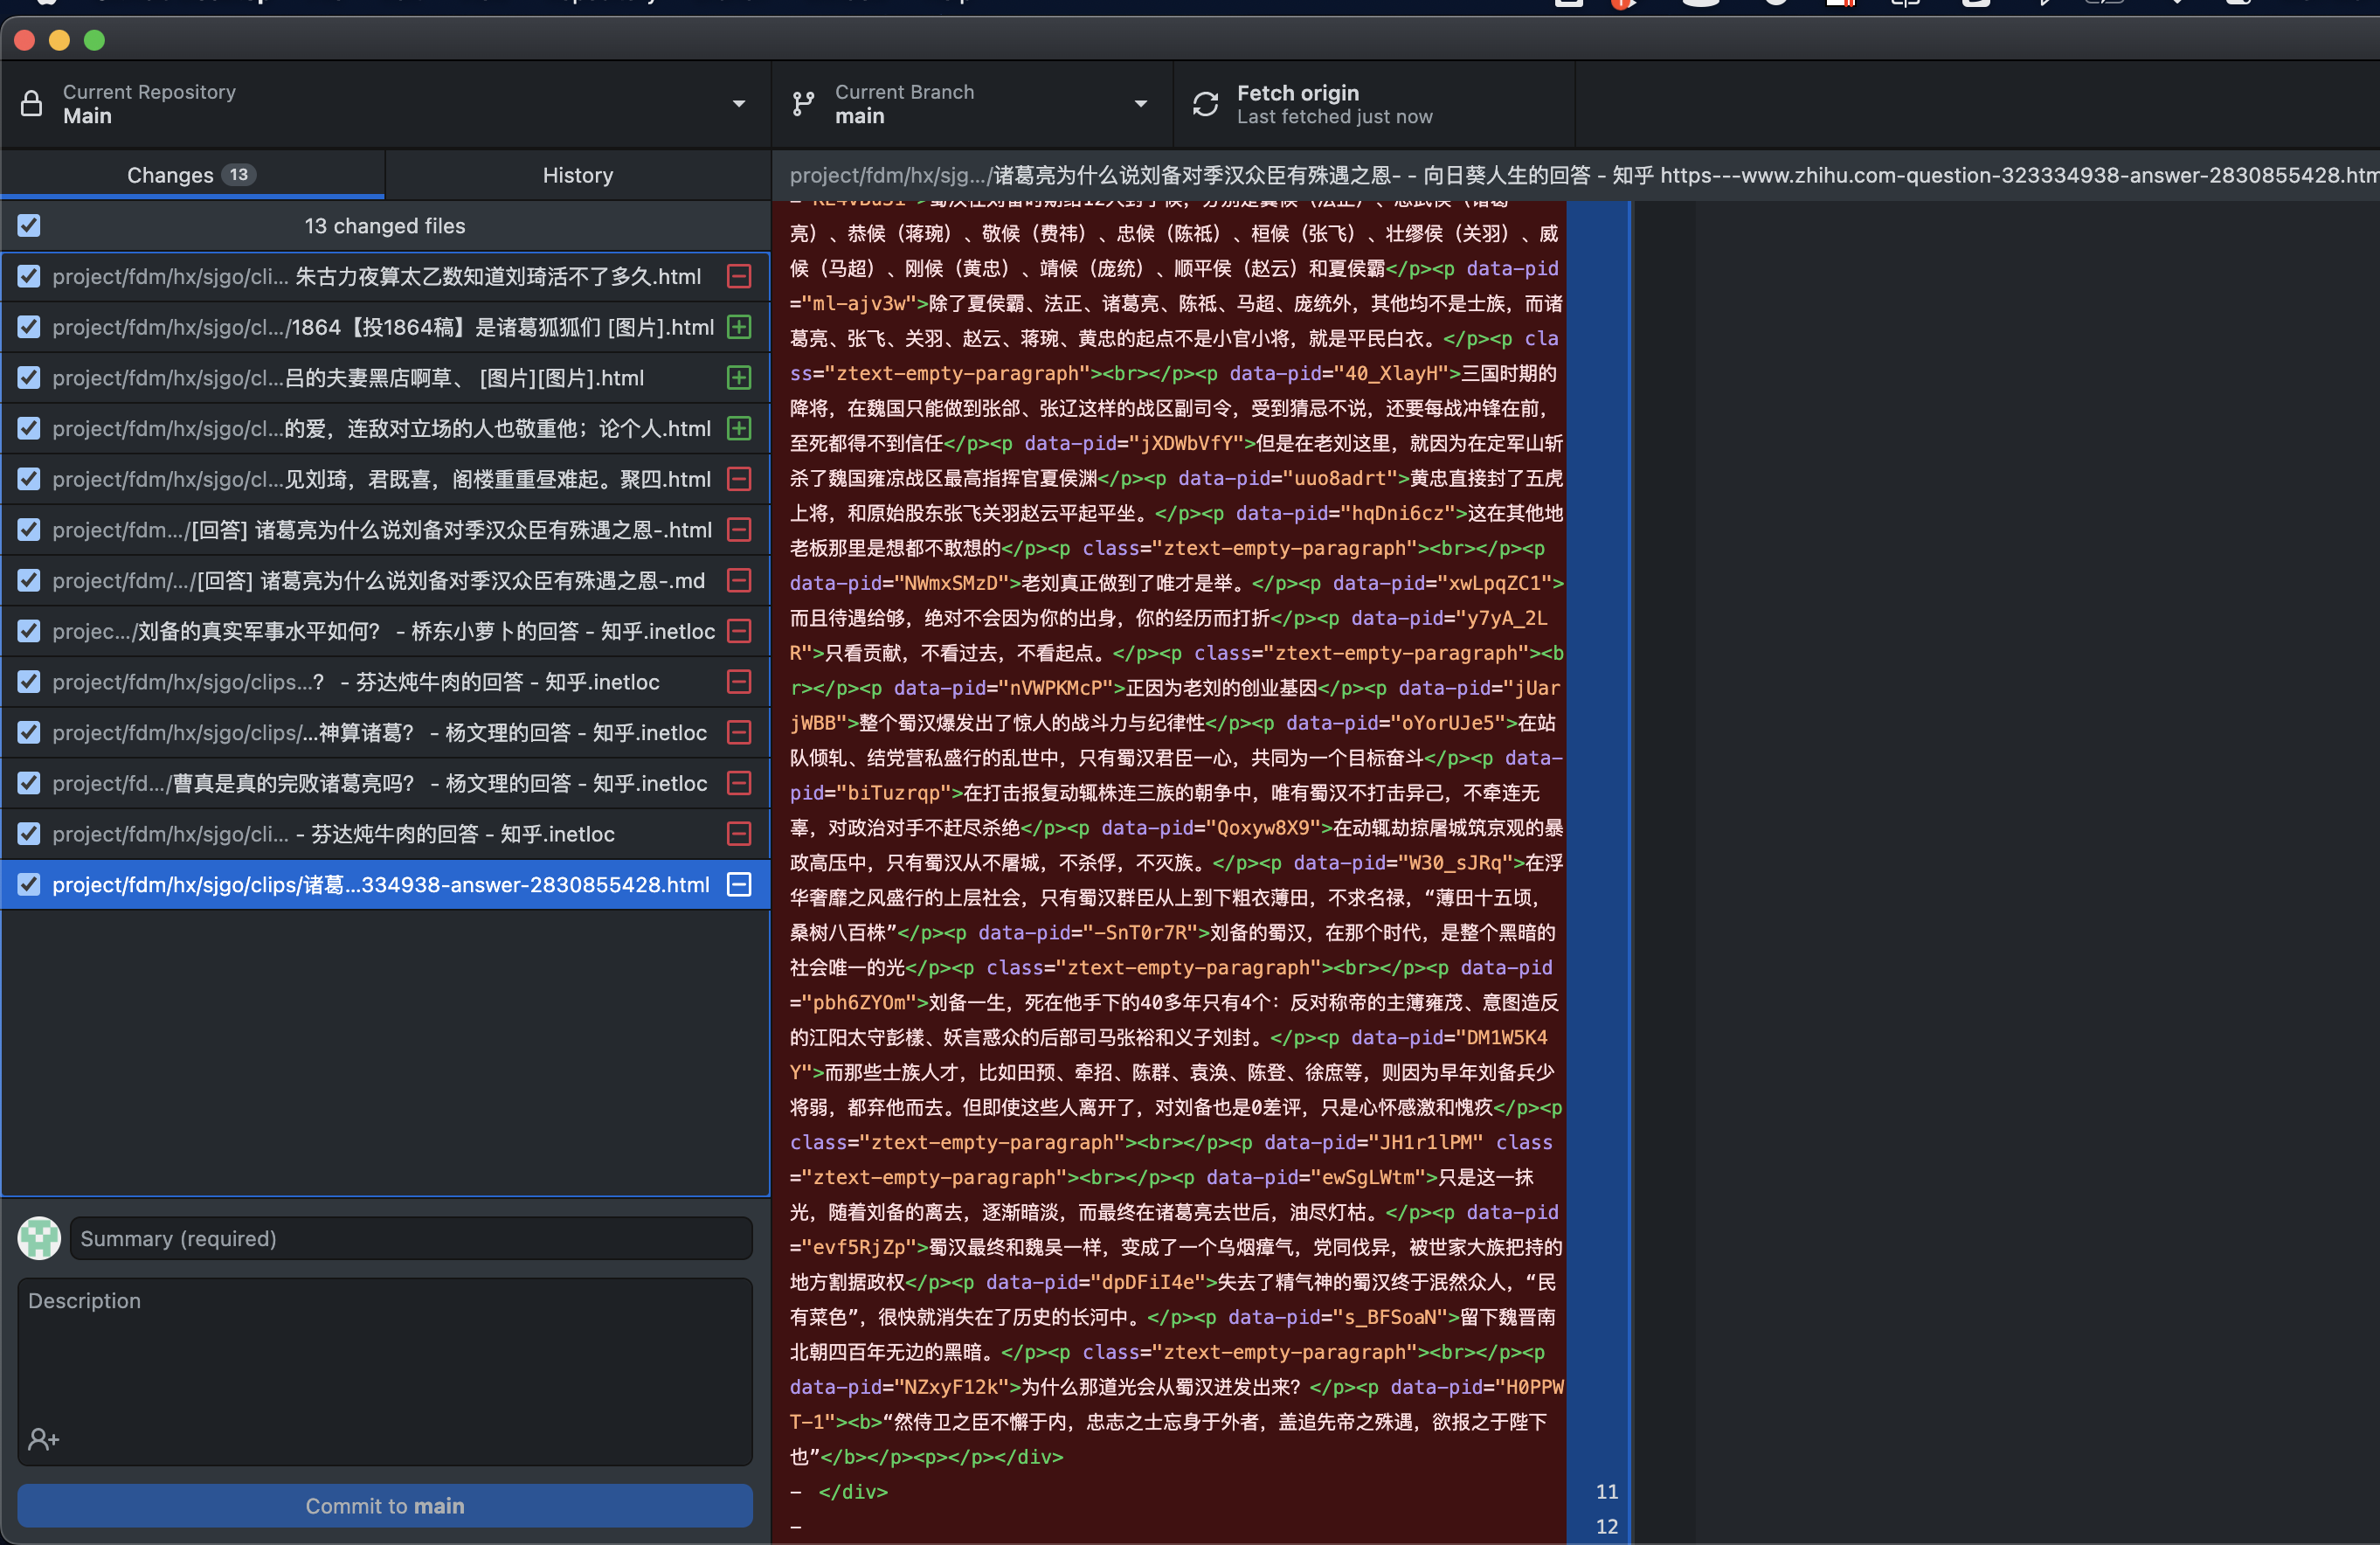 Current Repository
Main
Current Branch
main
Fetch origin
Last fetched just now
Changes 13
History
project/fdm/hx/sjg.../诸葛亮为什么说刘备对季汉众臣有殊遇之恩- - 向日葵人生的回答 - 知乎 https---www.zhihu.com-question-323334938-answer-2830855428.htm
13 changed files
project/fdm/hx/sjgo/cli... 朱古力夜算太乙数知道刘琦活不了多久.html
project/fdm/hx/sjgo/cl.../1864【投1864稿】是诸葛狐狐们 [图片].html
project/fdm/hx/sjgo/cl...吕的夫妻黑店啊草、 [图片][图片].html
project/fdm/hx/sjgo/cl...的爱，连敌对立场的人也敬重他；论个人.html
project/fdm/hx/sjgo/cl...见刘琦，君既喜，阁楼重重昼难起。聚四.html
project/fdm.../[回答] 诸葛亮为什么说刘备对季汉众臣有殊遇之恩-.html
project/fdm/.../[回答] 诸葛亮为什么说刘备对季汉众臣有殊遇之恩-.md
projec.../刘备的真实军事水平如何？ - 桥东小萝卜的回答 - 知乎.inetloc
project/fdm/hx/sjgo/clips...？ - 芬达炖牛肉的回答 - 知乎.inetloc
project/fdm/hx/sjgo/clips/...神算诸葛？ - 杨文理的回答 - 知乎.inetloc
project/fd.../曹真是真的完败诸葛亮吗？ - 杨文理的回答 - 知乎.inetloc
project/fdm/hx/sjgo/cli... - 芬达炖牛肉的回答 - 知乎.inetloc
project/fdm/hx/sjgo/clips/诸葛...334938-answer-2830855428.html
Summary (required)
Description
Commit to main
亮）、恭候（蒋琬）、敬候（费祎）、忠候（陈祗）、桓候（张飞）、壮缪侯（关羽）、威
候（马超）、刚候（黄忠）、靖候（庞统）、顺平侯（赵云）和夏侯霸</p><p data-pid
="ml-ajv3w">除了夏侯霸、法正、诸葛亮、陈祗、马超、庞统外，其他均不是士族，而诸
葛亮、张飞、关羽、赵云、蒋琬、黄忠的起点不是小官小将，就是平民白衣。</p><p cla
ss="ztext-empty-paragraph"><br></p><p data-pid="40_XlayH">三国时期的
降将，在魏国只能做到张郃、张辽这样的战区副司令，受到猜忌不说，还要每战冲锋在前，
至死都得不到信任</p><p data-pid="jXDWbVfY">但是在老刘这里，就因为在定军山斩
杀了魏国雍凉战区最高指挥官夏侯渊</p><p data-pid="uuo8adrt">黄忠直接封了五虎
上将，和原始股东张飞关羽赵云平起平坐。</p><p data-pid="hqDni6cz">这在其他地
老板那里是想都不敢想的</p><p class="ztext-empty-paragraph"><br></p><p
data-pid="NWmxSMzD">老刘真正做到了唯才是举。</p><p data-pid="xwLpqZC1">
而且待遇给够，绝对不会因为你的出身，你的经历而打折</p><p data-pid="y7yA_2L
R">只看贡献，不看过去，不看起点。</p><p class="ztext-empty-paragraph"><b
r></p><p data-pid="nVWPKMcP">正因为老刘的创业基因</p><p data-pid="jUar
jWBB">整个蜀汉爆发出了惊人的战斗力与纪律性</p><p data-pid="oYorUJe5">在站
队倾轧、结党营私盛行的乱世中，只有蜀汉君臣一心，共同为一个目标奋斗</p><p data-
pid="biTuzrqp">在打击报复动辄株连三族的朝争中，唯有蜀汉不打击异己，不牵连无
辜，对政治对手不赶尽杀绝</p><p data-pid="Qoxyw8X9">在动辄劫掠屠城筑京观的暴
政高压中，只有蜀汉从不屠城，不杀俘，不灭族。</p><p data-pid="W30_sJRq">在浮
华奢靡之风盛行的上层社会，只有蜀汉群臣从上到下粗衣薄田，不求名禄，“薄田十五顷，
桑树八百株”</p><p data-pid="-SnT0r7R">刘备的蜀汉，在那个时代，是整个黑暗的
社会唯一的光</p><p class="ztext-empty-paragraph"><br></p><p data-pid
="pbh6ZYOm">刘备一生，死在他手下的40多年只有4个：反对称帝的主簿雍茂、意图造反
的江阳太守彭樣、妖言惑众的后部司马张裕和义子刘封。</p><p data-pid="DM1W5K4
Y">而那些士族人才，比如田预、牵招、陈群、袁涣、陈登、徐庶等，则因为早年刘备兵少
将弱，都弃他而去。但即使这些人离开了，对刘备也是0差评，只是心怀感激和愧疚</p><p
class="ztext-empty-paragraph"><br></p><p data-pid="JH1r1lPM" class
="ztext-empty-paragraph"><br></p><p data-pid="ewSgLWtm">只是这一抹
光，随着刘备的离去，逐渐暗淡，而最终在诸葛亮去世后，油尽灯枯。</p><p data-pid
="evf5RjZp">蜀汉最终和魏吴一样，变成了一个乌烟瘴气，党同伐异，被世家大族把持的
地方割据政权</p><p data-pid="dpDFiI4e">失去了精气神的蜀汉终于泯然众人，“民
有菜色”，很快就消失在了历史的长河中。</p><p data-pid="s_BFSoaN">留下魏晋南
北朝四百年无边的黑暗。</p><p class="ztext-empty-paragraph"><br></p><p
data-pid="NZxyF12k">为什么那道光会从蜀汉迸发出来？</p><p data-pid="H0PPW
T-1"><b>“然侍卫之臣不懈于内，忠志之士忘身于外者，盖追先帝之殊遇，欲报之于陛下
也”</b></p><p></p></div>
- </div>
11
-
12